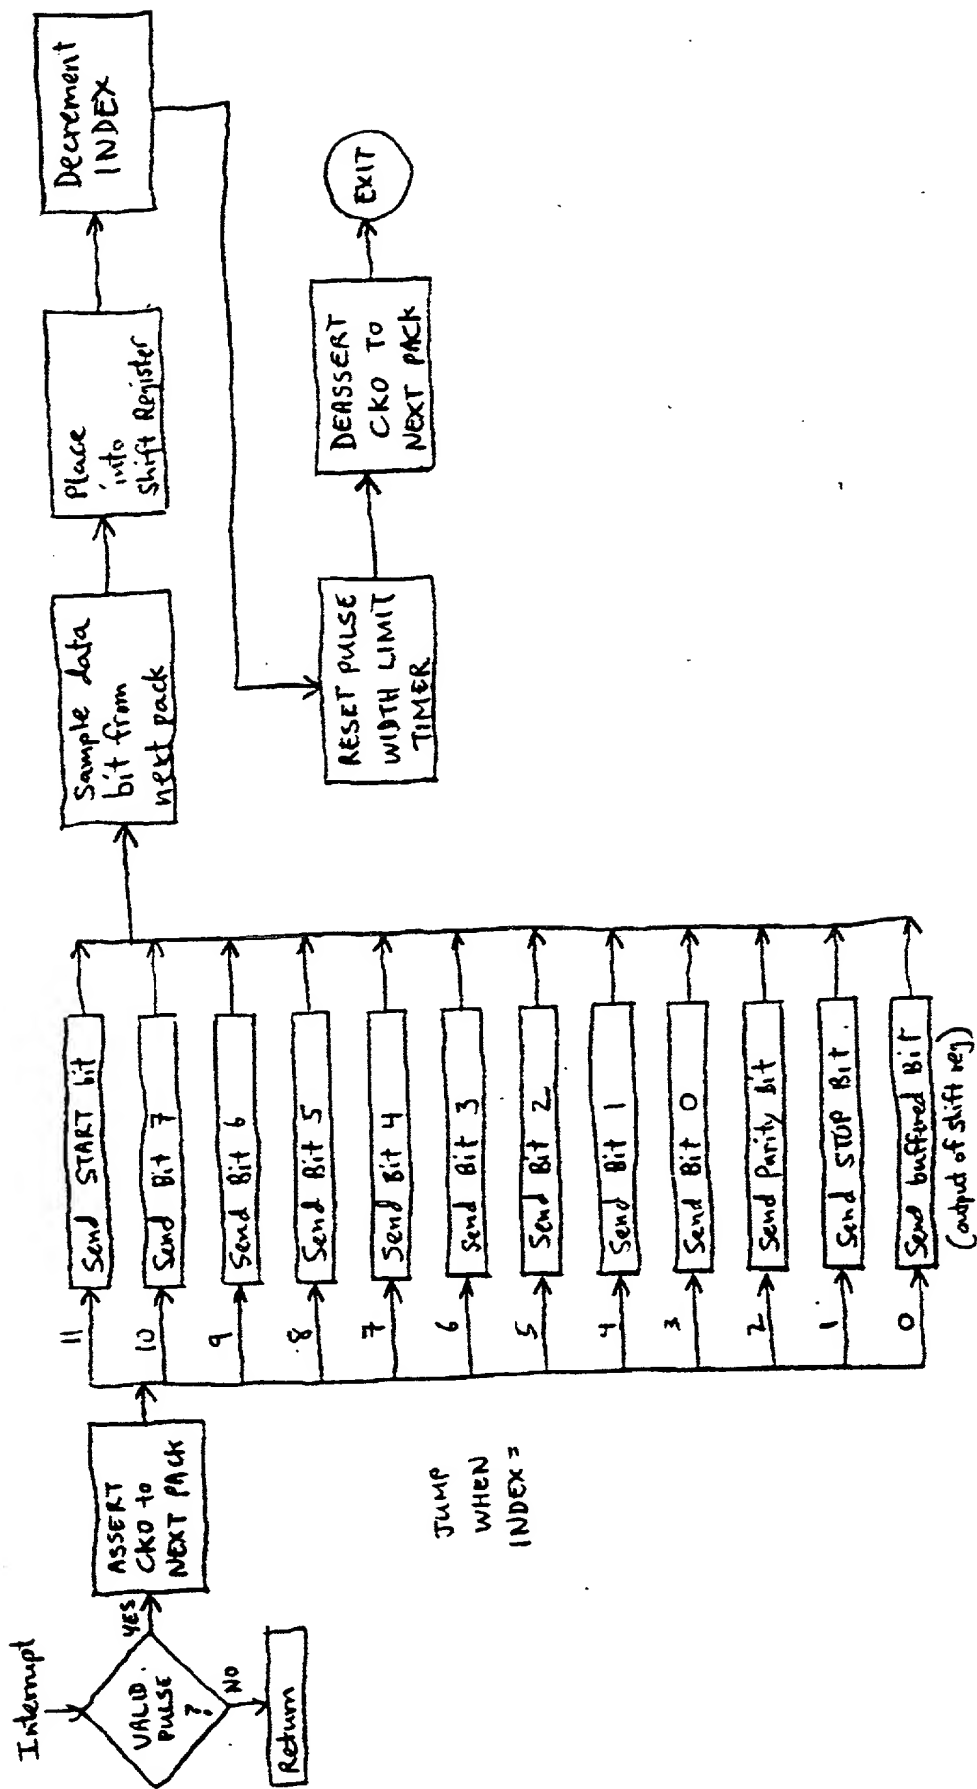 Interrupt
VALID
PULSE
?
YES
NO
Return
ASSERT
CKO to
NEXT PACK
JUMP
WHEN
INDEX =
11
Send START bit
10
Send Bit 7
9
Send Bit 6
8
Send Bit 5
7
Send Bit 4
6
Send Bit 3
5
Send Bit 2
4
Send Bit 1
3
Send Bit 0
2
Send Parity bit
1
Send STOP Bit
0
Send buffered Bit
(output of shift reg)
Sample data
bit from
next pack
Place
into
Shift Register
Decrement
INDEX
RESET PULSE
WIDTH LIMIT
TIMER
DEASSERT
CKO TO
NEXT PACK
EXIT